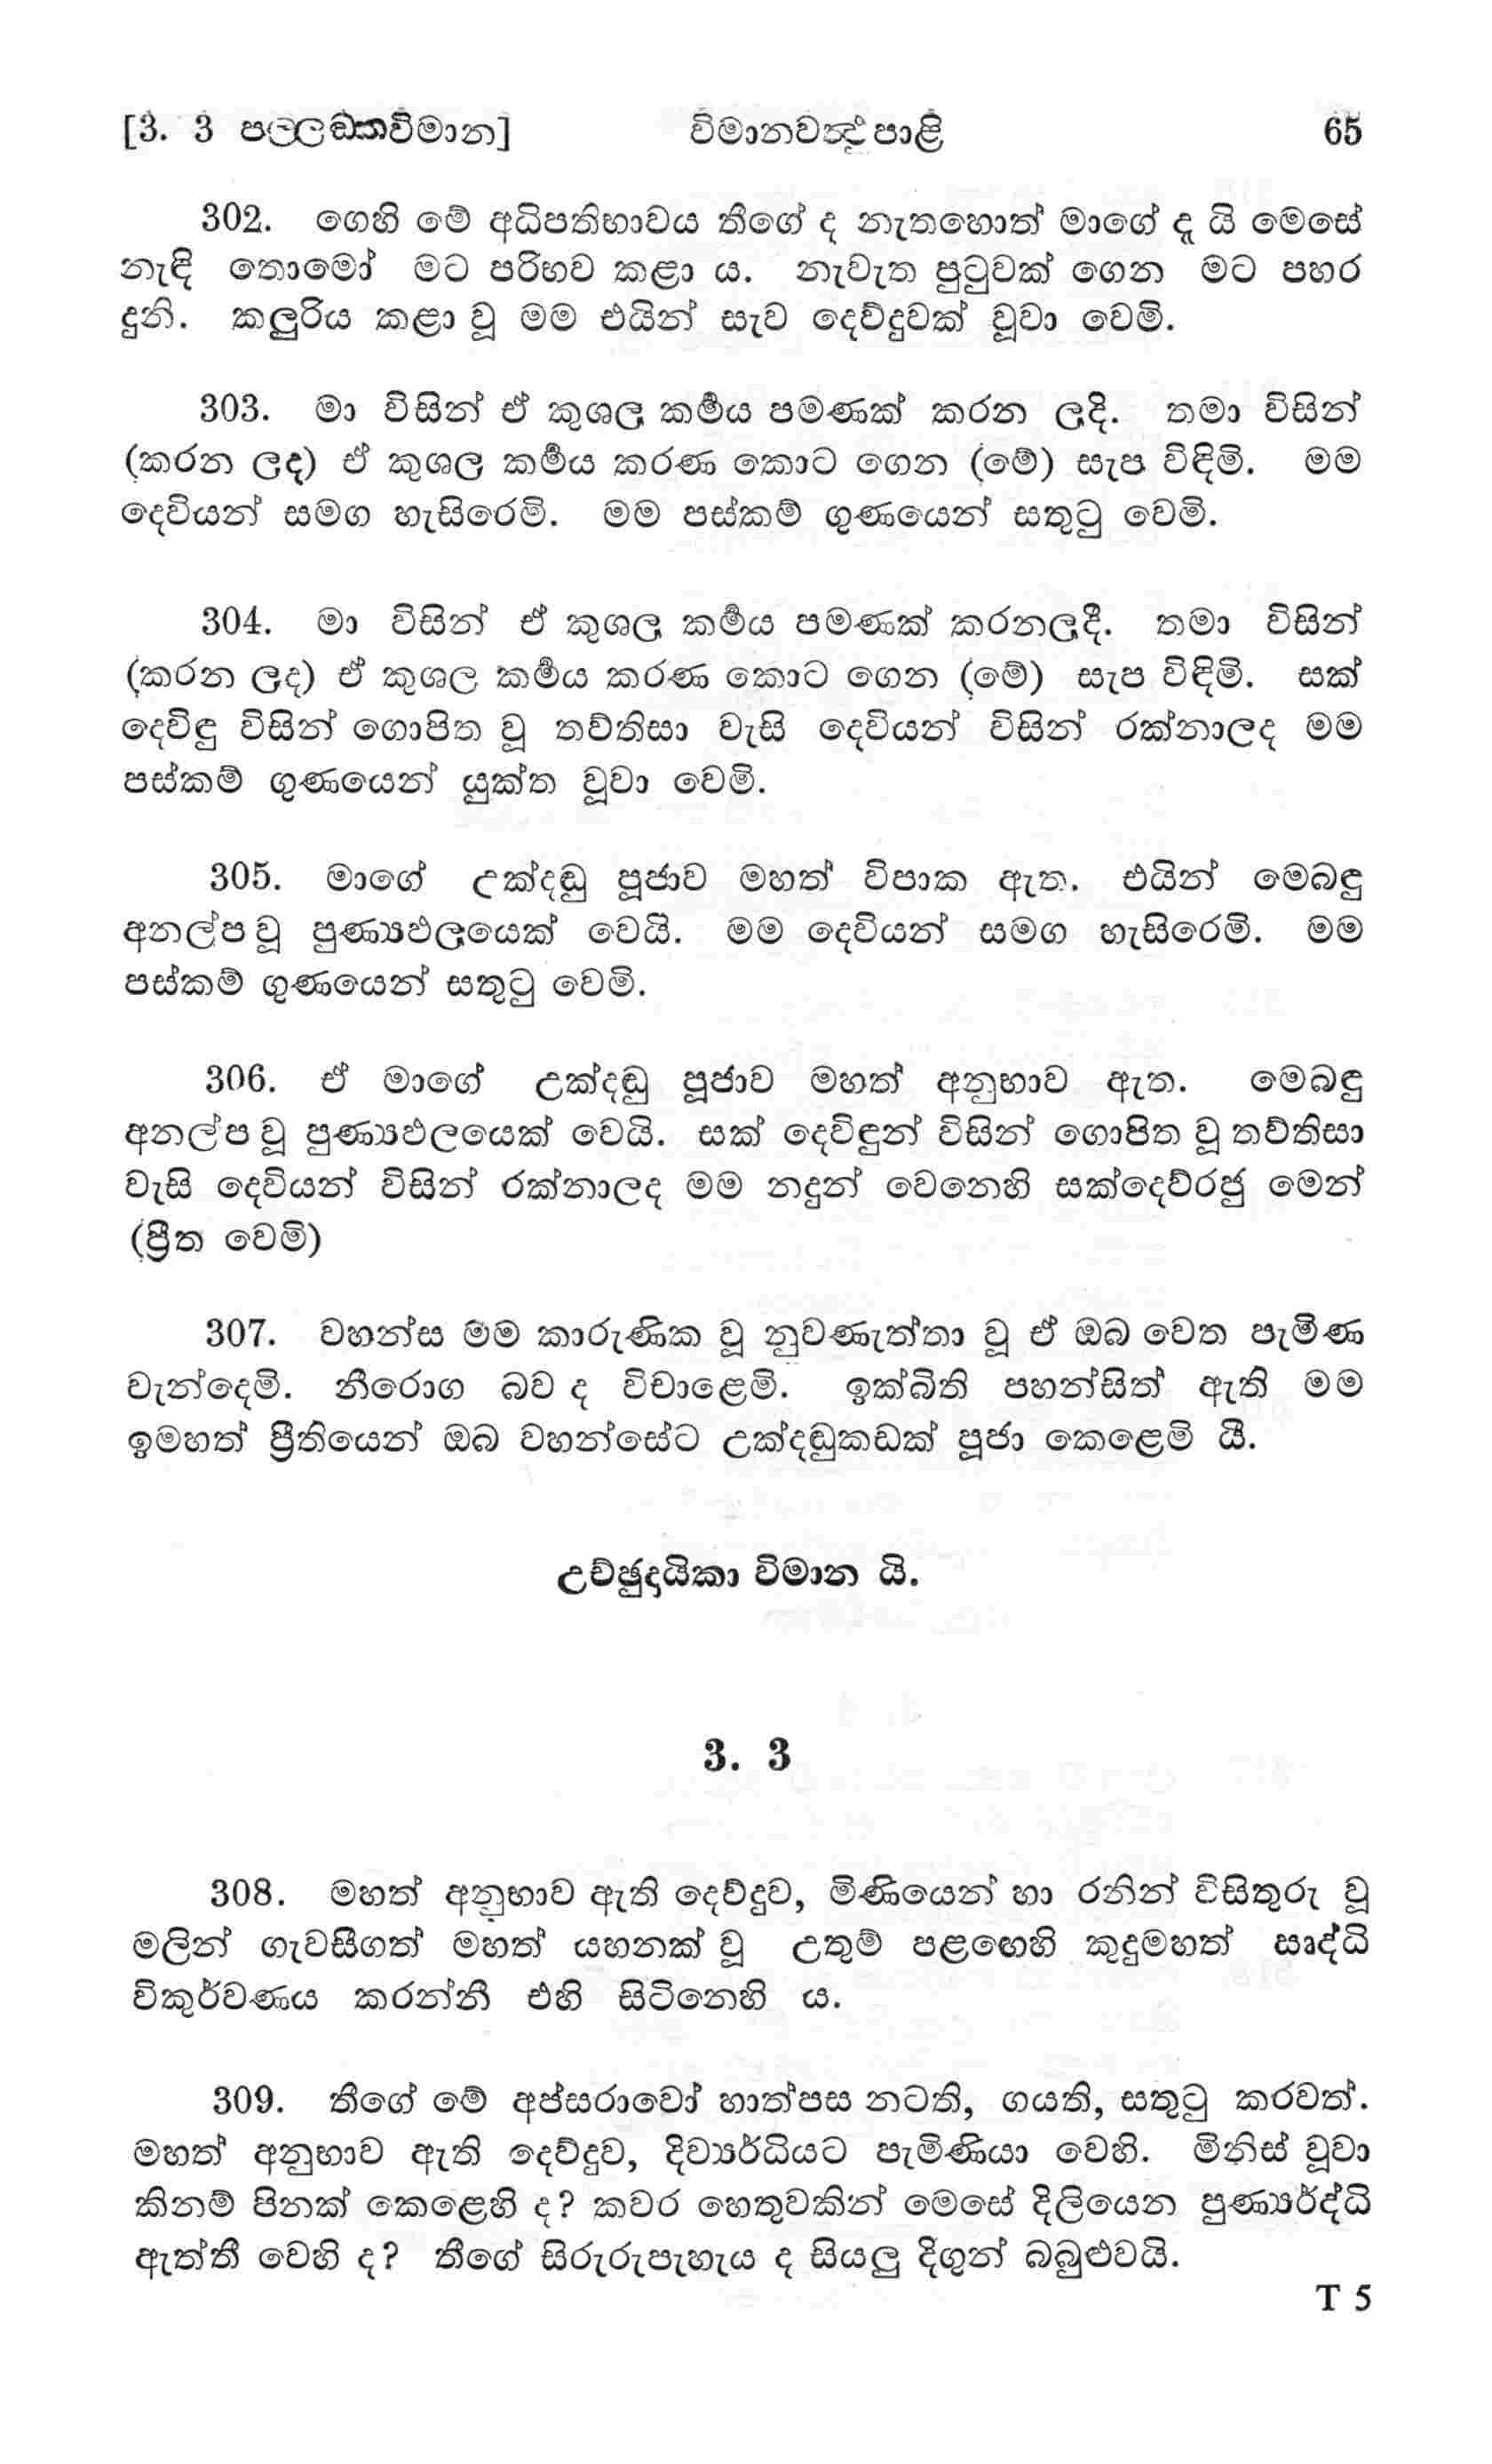 [3. 3 පල්ලඞ්කවිමාන] විමානවත්‍ථුපාළි 65
302. ගෙහි මේ අධිපතිභාවය තීගේ ද නැතහොත් මාගේ දැ යි මෙසේ
නැඳි තොමෝ මට පරිභව කළා ය. නැවැත පුටුවක් ගෙන මට පහර
දුනි. කලුරිය කළා වූ මම එයින් සැව දෙව්දුවක් වූවා වෙමි.
303. මා විසින් ඒ කුශල කර්‍මය පමණක් කරන ලදි. තමා විසින්
(කරන ලද) ඒ කුශල කර්‍මය කරණ කොට ගෙන (මේ) සැප විඳිමි. මම
දෙවියන් සමග හැසිරෙමි. මම පස්කම් ගුණයෙන් සතුටු වෙමි.
304. මා විසින් ඒ කුශල කර්‍මය පමණක් කරනලදී. තමා විසින්
(කරන ලද) ඒ කුශල කර්‍මය කරණ කොට ගෙන (මේ) සැප විඳිමි. සක්
දෙවිඳු විසින් ගොපිත වූ තව්තිසා වැසි දෙවියන් විසින් රක්නාලද මම
පස්කම් ගුණයෙන් යුක්ත වූවා වෙමි.
305. මාගේ උක්දඬු පූජාව මහත් විපාක ඇත. එයින් මෙබඳු
අනල්ප වූ පුණ්‍යඵලයෙක් වෙයි. මම දෙවියන් සමග හැසිරෙමි. මම
පස්කම් ගුණයෙන් සතුටු වෙමි.
306. ඒ මාගේ උක්දඬු පූජාව මහත් අනුභාව ඇත. මෙබඳු
අනල්ප වූ පුණ්‍යඵලයෙක් වෙයි. සක් දෙවිඳුන් විසින් ගොපිත වූ තව්තිසා
වැසි දෙවියන් විසින් රක්නාලද මම නදුන් වෙනෙහි සක්දෙව්රජු මෙන්
(ප්‍රීත වෙමි)
307. වහන්ස මම කාරුණික වූ නුවණැත්තා වූ ඒ ඔබ වෙත පැමිණ
වැන්දෙමි. නීරොග බව ද විචාළෙමි. ඉක්බිති පහන්සිත් ඇති මම
ඉමහත් ප්‍රීතියෙන් ඔබ වහන්සේට උක්දඬුකඩක් පූජා කෙළෙමි යී.
උච්ඡුදායිකා විමාන යි.
3. 3
308. මහත් අනුභාව ඇති දෙව්දුව, මිණියෙන් හා රනින් විසිතුරු වූ
මලින් ගැවසීගත් මහත් යහනක් වූ උතුම් පළඟෙහි කුදුමහත් ඍද්ධි
විකුර්වණය කරන්නී එහි සිටිනෙහි ය.
309. තීගේ මේ අප්සරාවෝ හාත්පස නටති, ගයති, සතුටු කරවත්.
මහත් අනුභාව ඇති දෙව්දුව, දිව්‍යර්ධියට පැමිණියා වෙහි. මිනිස් වූවා
කිනම් පිනක් කෙළෙහි ද? කවර හෙතුවකින් මෙසේ දිලියෙන පුණ්‍යර්ද්ධි
ඇත්තී වෙහි ද? තීගේ සිරුරුපැහැය ද සියලු දිගුන් බබුළුවයි.
T 5